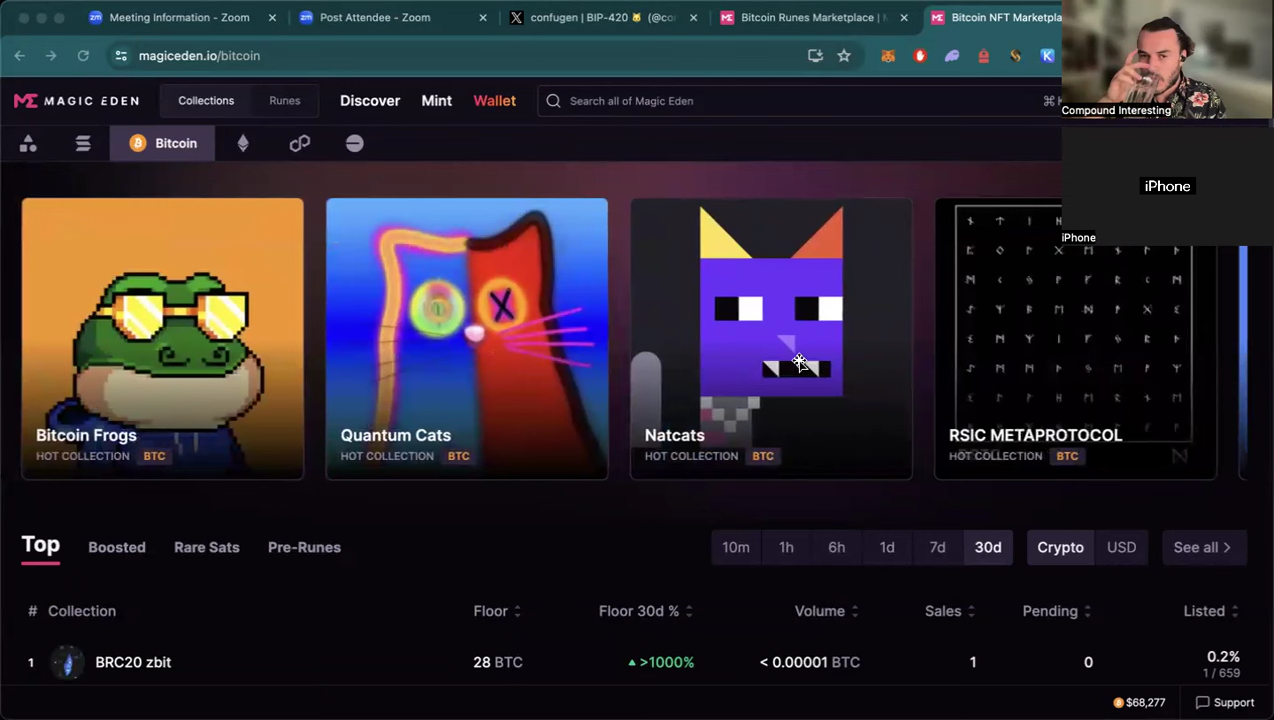 Meeting Information - Zoom
Post Attendee - Zoom
confugen | BIP-420 🐱 (@co
Bitcoin Runes Marketplace |
Bitcoin NFT Marketpla
magiceden.io/bitcoin
MAGIC EDEN
Collections
Runes
Discover
Mint
Wallet
Search all of Magic Eden
Compound Interesting
Bitcoin
iPhone
iPhone
Bitcoin Frogs
HOT COLLECTION BTC
Quantum Cats
HOT COLLECTION BTC
Natcats
HOT COLLECTION BTC
RSIC METAPROTOCOL
HOT COLLECTION BTC
Top
Boosted
Rare Sats
Pre-Runes
10m
1h
6h
1d
7d
30d
Crypto
USD
See all >
# Collection
Floor
Floor 30d %
Volume
Sales
Pending
Listed
1 BRC20 zbit
28 BTC
>1000%
< 0.00001 BTC
1
0
0.2%
1 / 659
$68,277
Support